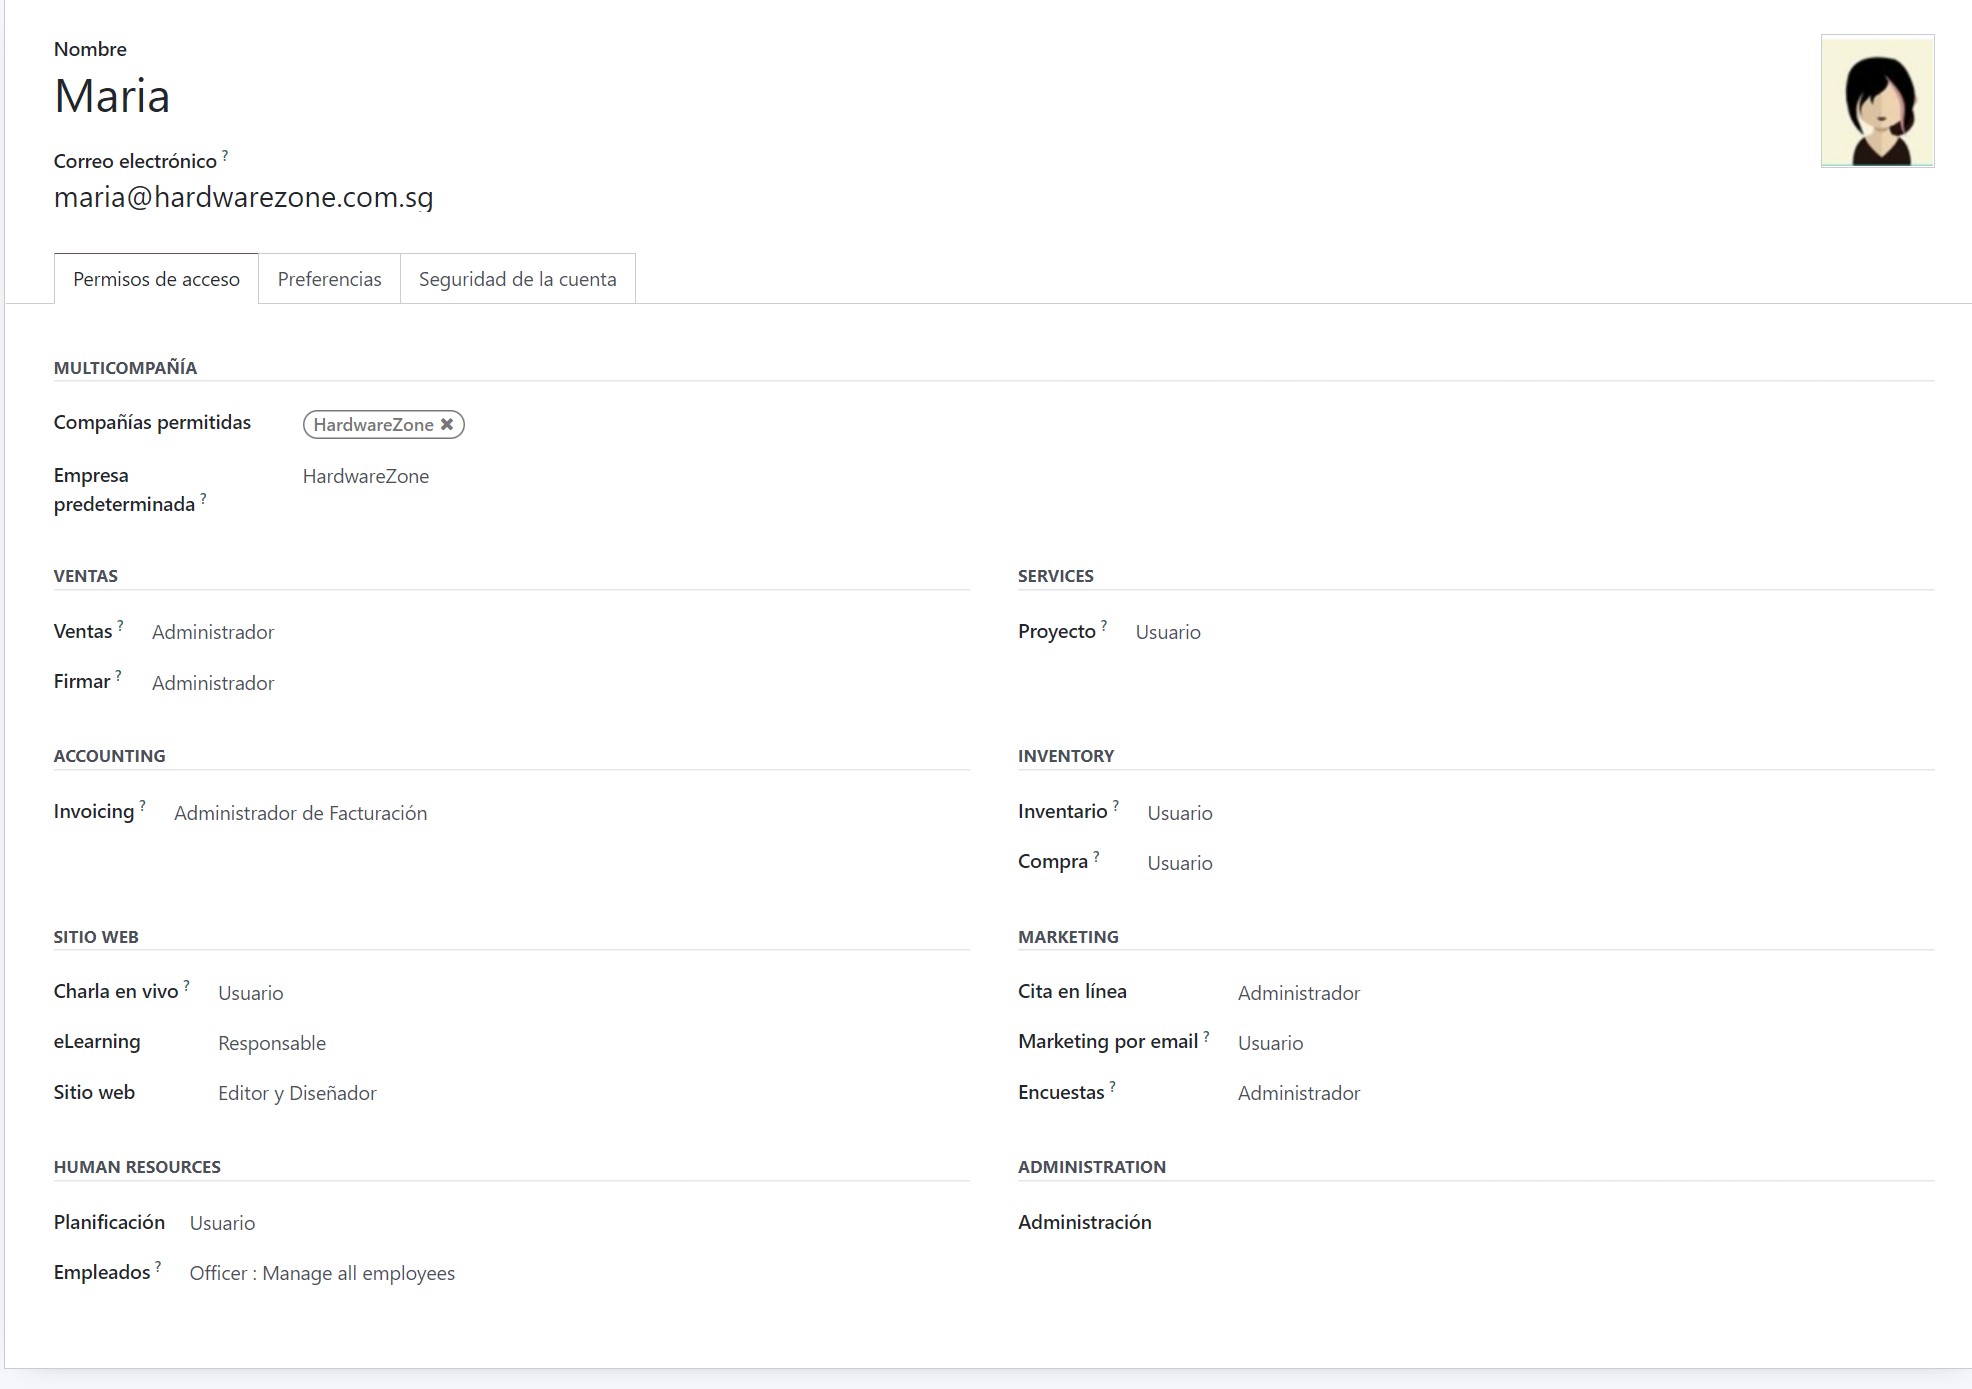 Nombre
Maria
Correo electrónico ?
maria@hardwarezone.com.sg
Permisos de acceso Preferencias Seguridad de la cuenta
MULTICOMPAÑÍA
Compañías permitidas HardwareZone ✖
Empresa predeterminada ? HardwareZone
VENTAS
Ventas ? Administrador
Firmar ? Administrador
SERVICES
Proyecto ? Usuario
ACCOUNTING
Invoicing ? Administrador de Facturación
INVENTORY
Inventario ? Usuario
Compra ? Usuario
SITIO WEB
Charla en vivo ? Usuario
eLearning Responsable
Sitio web Editor y Diseñador
MARKETING
Cita en línea Administrador
Marketing por email ? Usuario
Encuestas ? Administrador
HUMAN RESOURCES
Planificación Usuario
Empleados ? Officer : Manage all employees
ADMINISTRATION
Administración